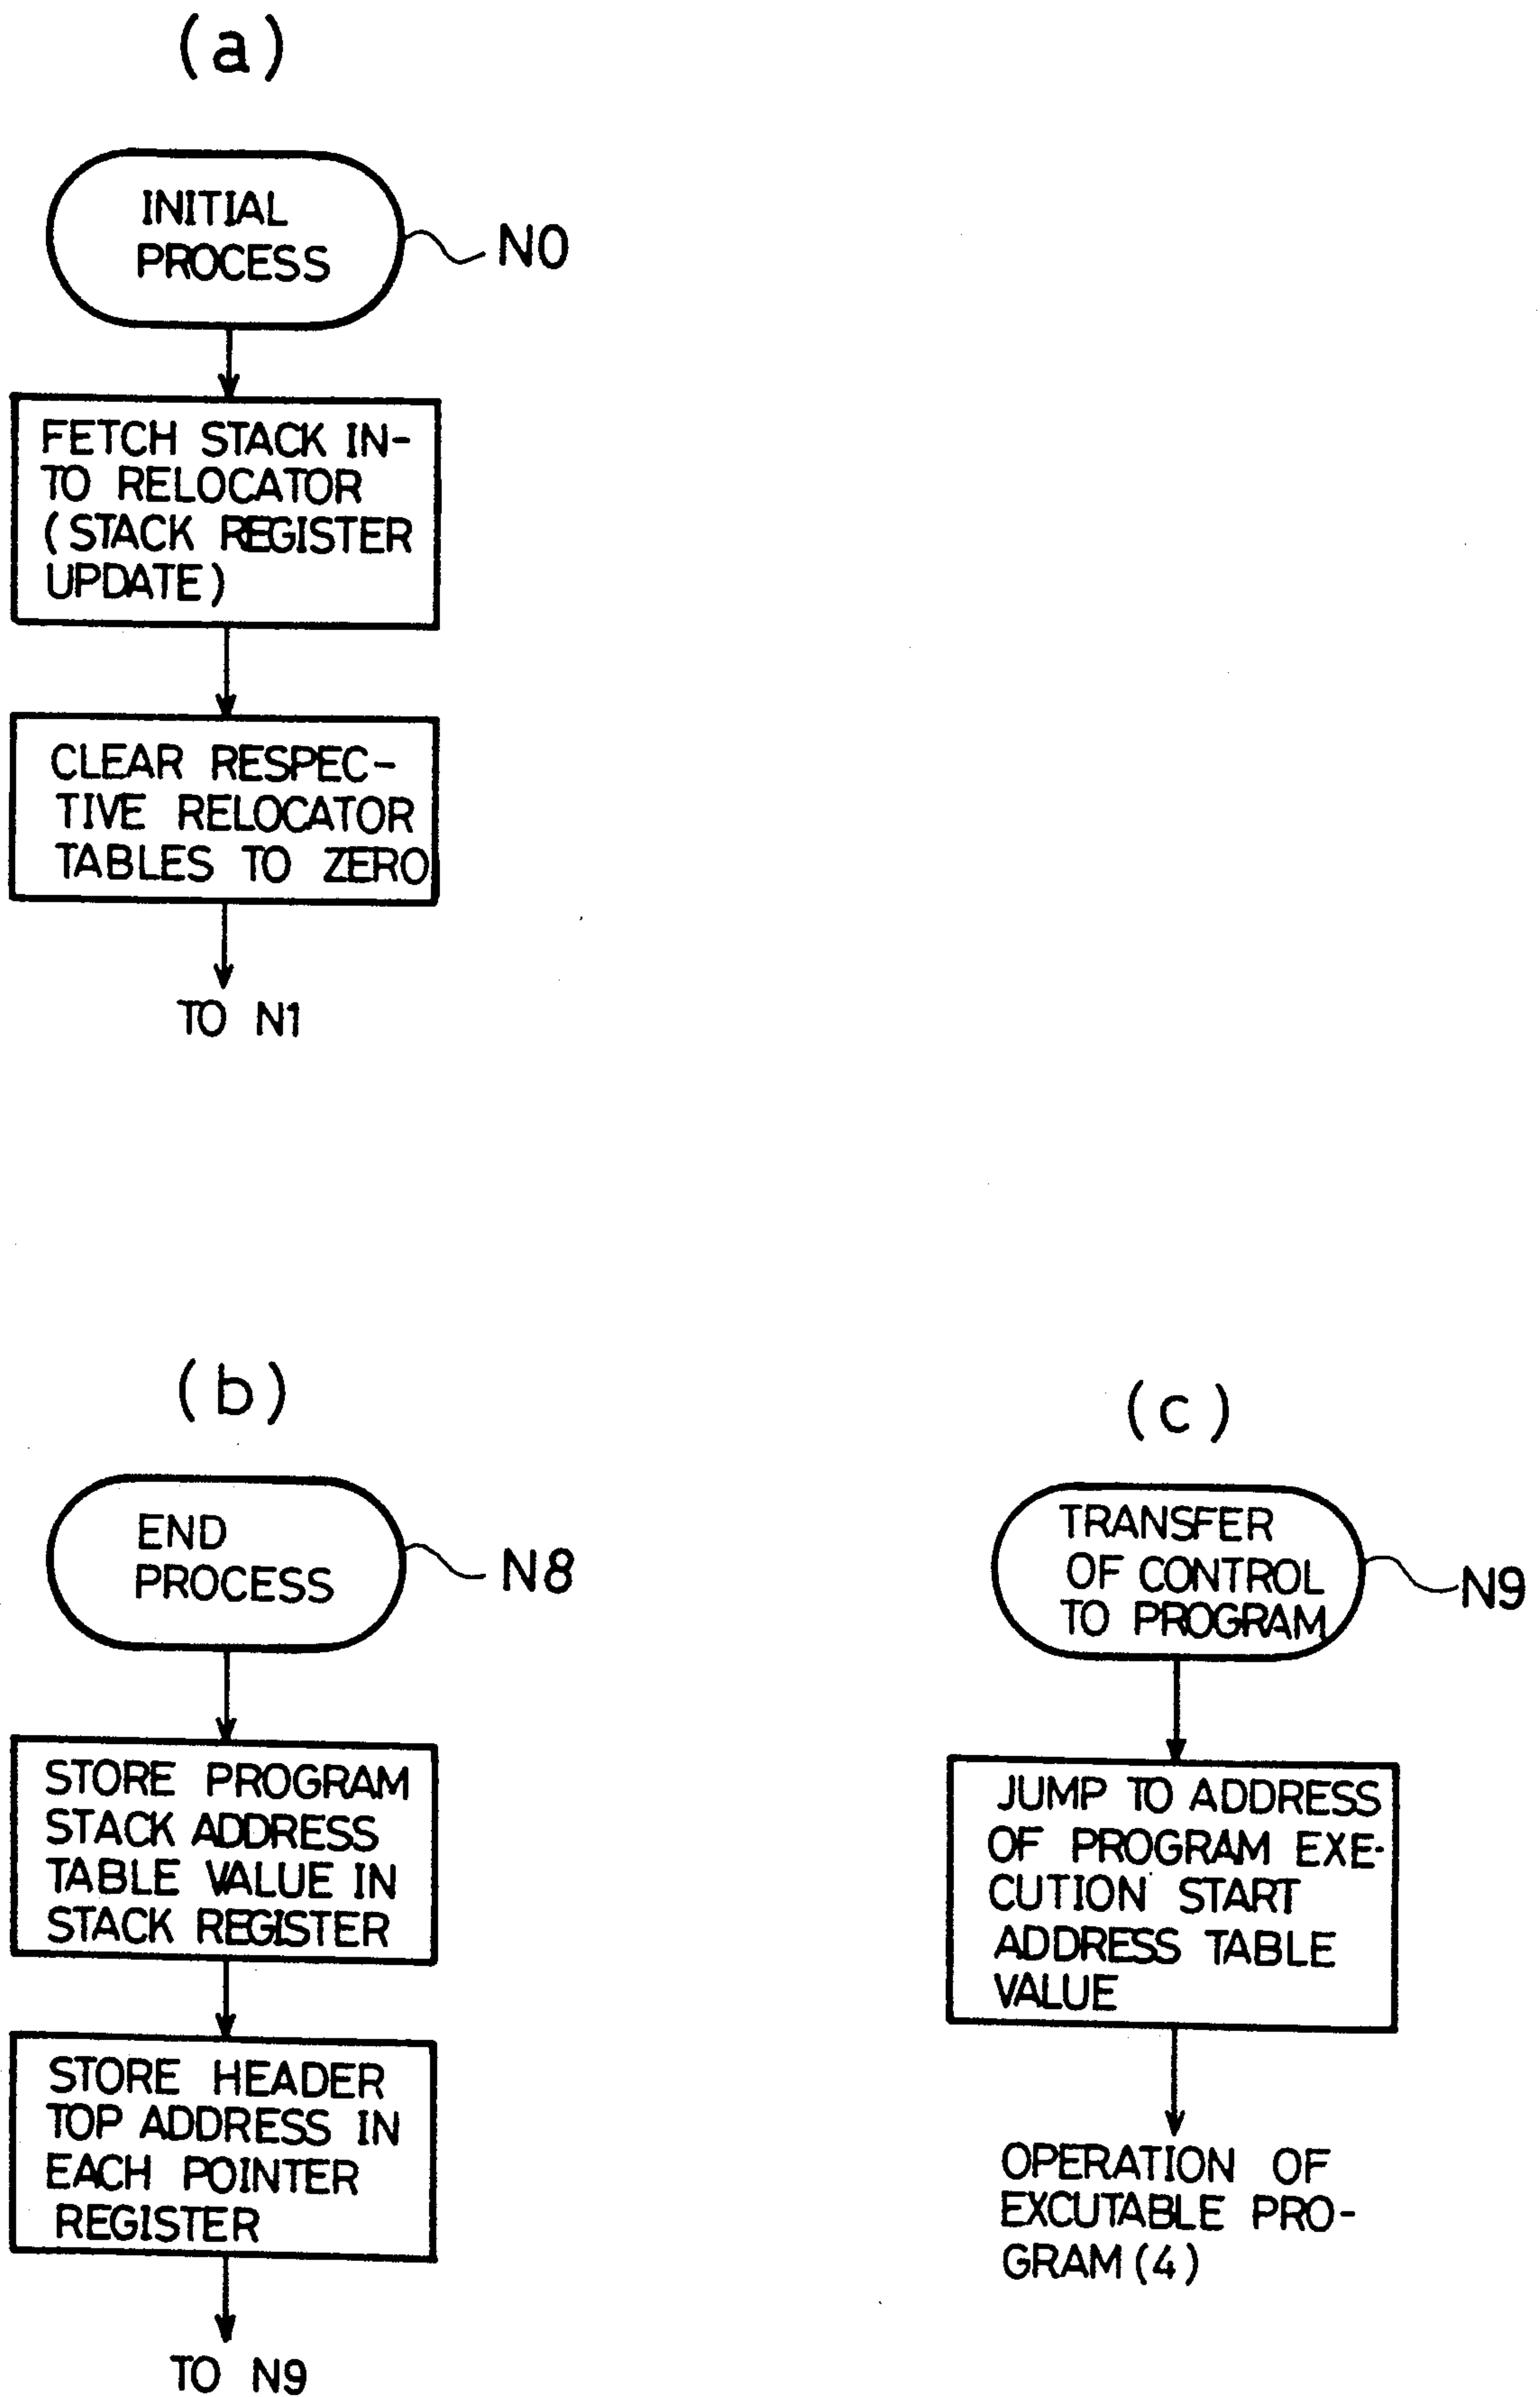 (a)
INITIAL
PROCESS
N0
FETCH STACK IN-
TO RELOCATOR
(STACK REGISTER
UPDATE)
CLEAR RESPEC-
TIVE RELOCATOR
TABLES TO ZERO
TO N1
(b)
END
PROCESS
N8
STORE PROGRAM
STACK ADDRESS
TABLE VALUE IN
STACK REGISTER
STORE HEADER
TOP ADDRESS IN
EACH POINTER
REGISTER
TO N9
(c)
TRANSFER
OF CONTROL
TO PROGRAM
N9
JUMP TO ADDRESS
OF PROGRAM EXE-
CUTION START
ADDRESS TABLE
VALUE
OPERATION OF
EXCUTABLE PRO-
GRAM (4)